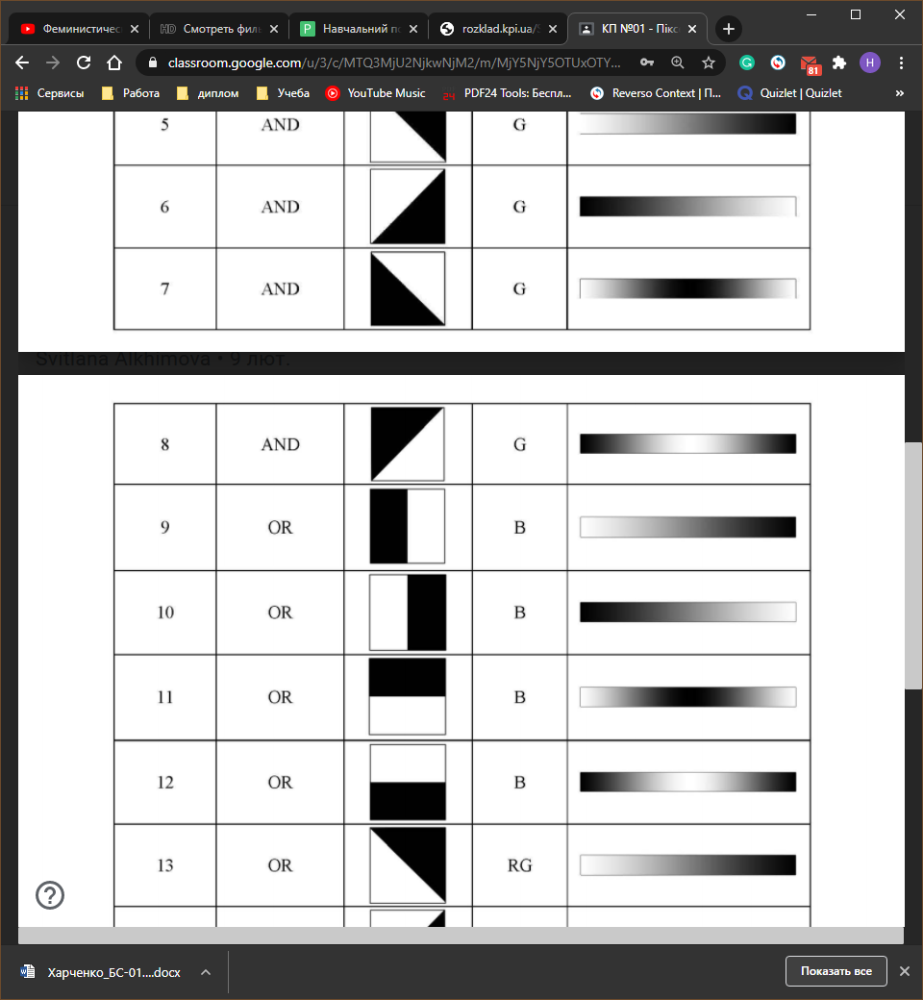 Феминистичес
Смотреть фил
Навчальний по
rozklad.kpi.ua/S
КП №01 - Пікс
classroom.google.com/u/3/c/MTQ3MjU2NjkwNjM2/m/MjY5NjY5OTUxOTY...
81
H
Сервисы
Работа
диплом
Учеба
YouTube Music
PDF24 Tools: Беспл...
Reverso Context | П...
Quizlet | Quizlet
»
5 AND G
6 AND G
7 AND G
Svitlana Alkhimova • 9 лют.
8 AND G
9 OR B
10 OR B
11 OR B
12 OR B
13 OR RG
Харченко_БС-01....docx
Показать все